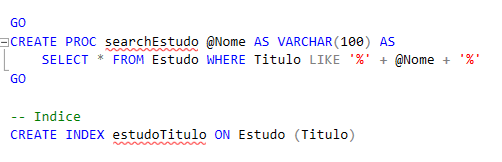 GO
CREATE PROC searchEstudo @Nome AS VARCHAR(100) AS
SELECT * FROM Estudo WHERE Titulo LIKE '%' + @Nome + '%'
GO
-- Indice
CREATE INDEX estudoTitulo ON Estudo (Titulo)